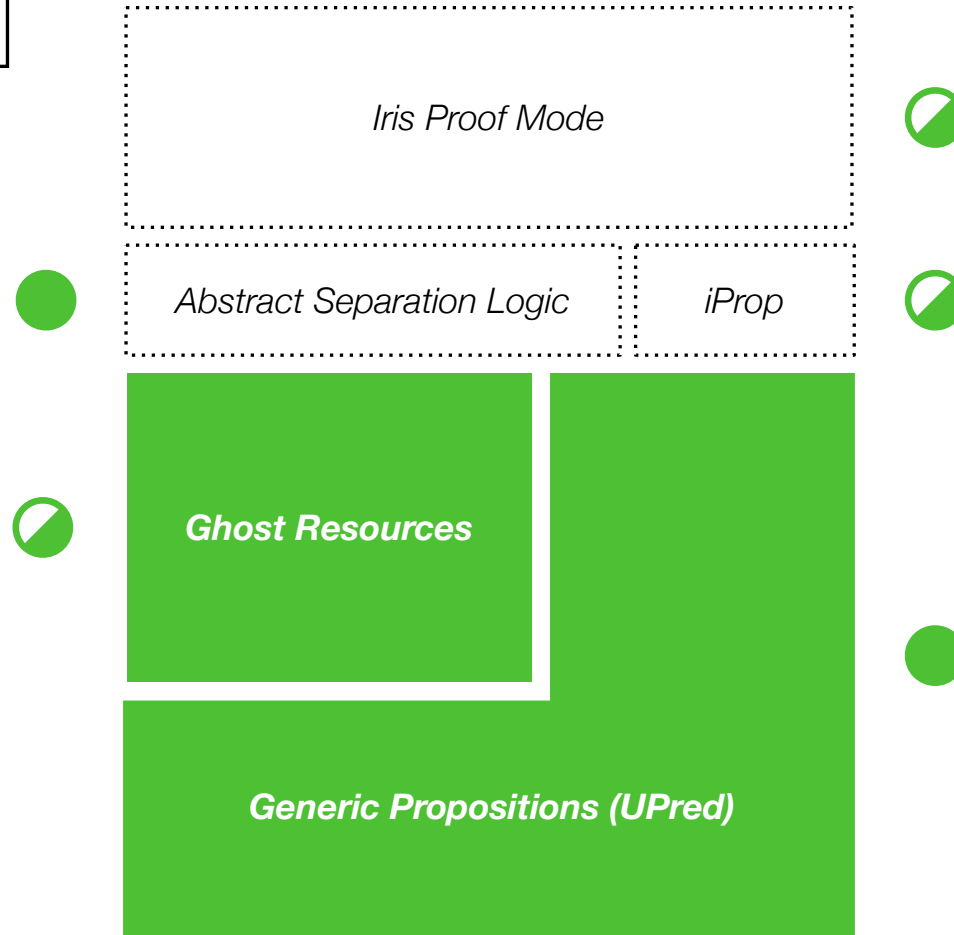 Iris Proof Mode
Abstract Separation Logic
iProp
Ghost Resources
Generic Propositions (UPred)